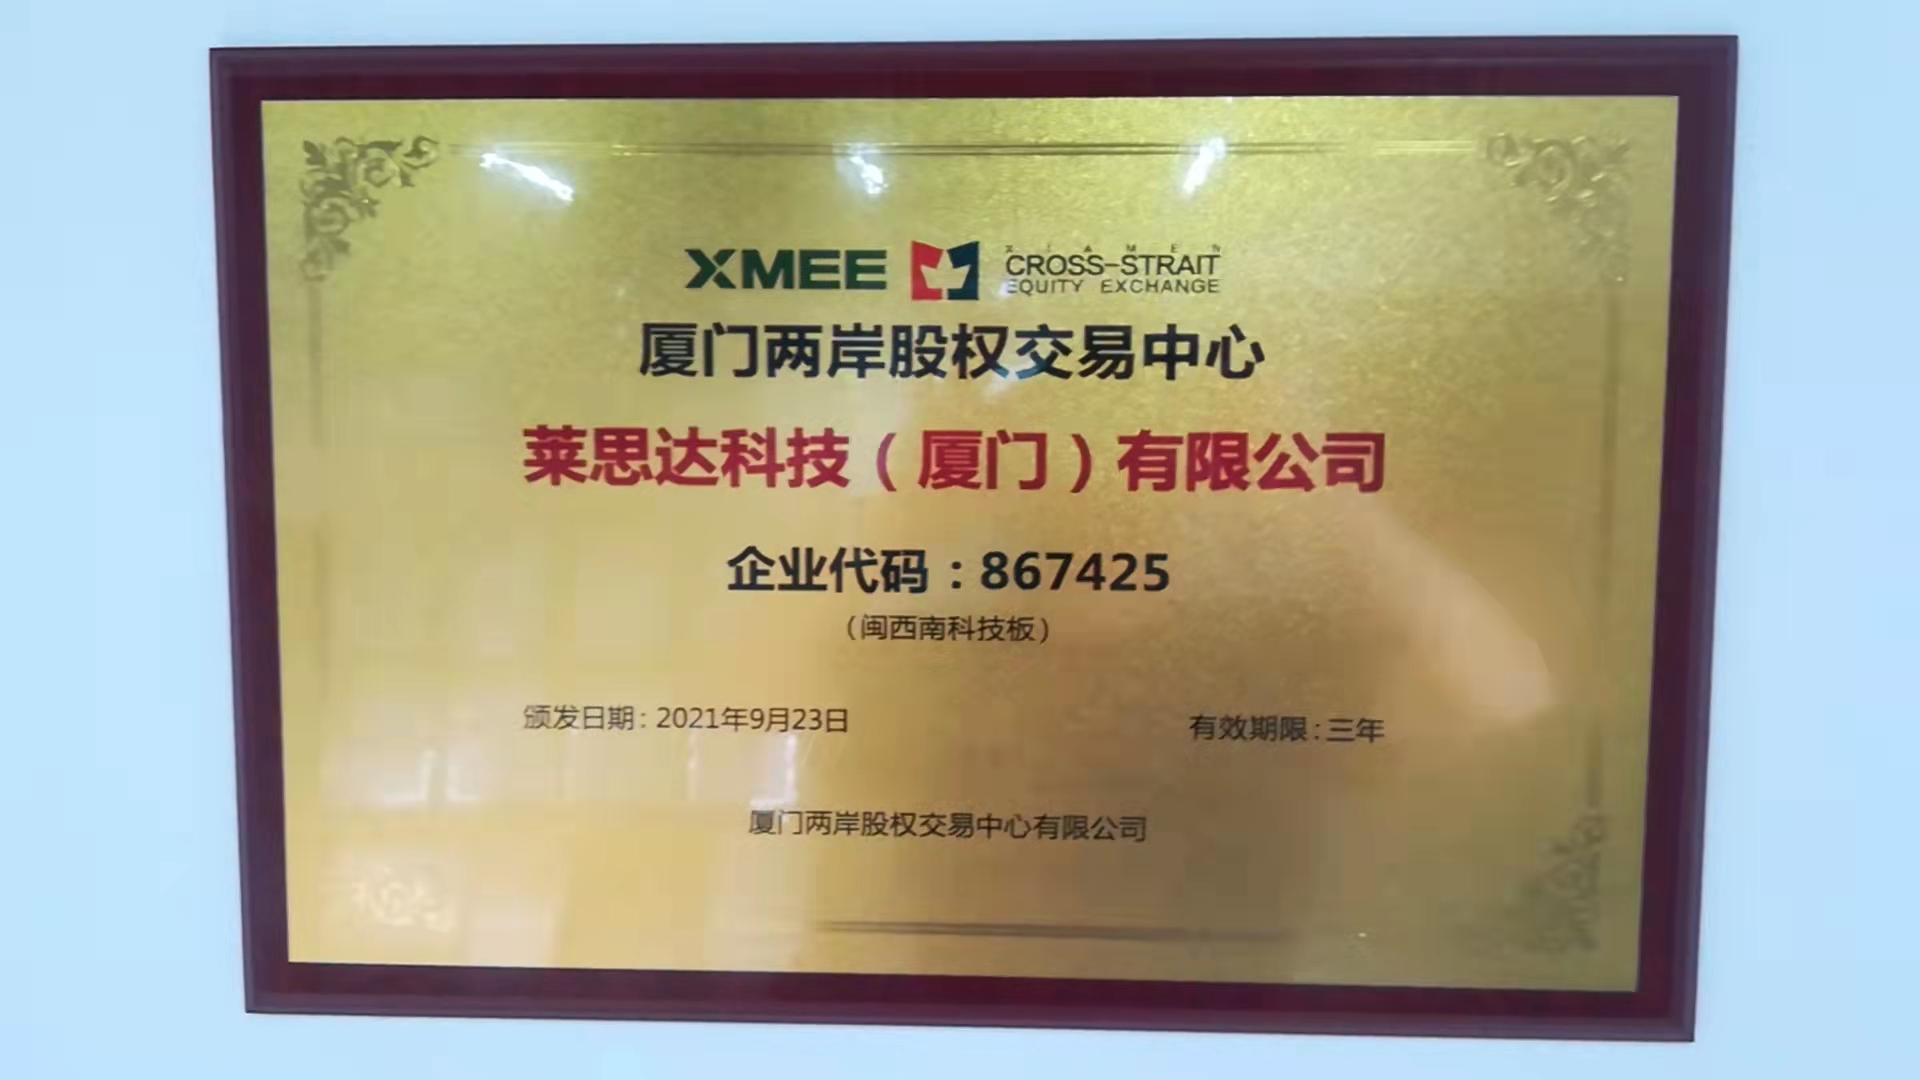 XMEE
XIAMEN
CROSS-STRAIT
EQUITY EXCHANGE
厦门两岸股权交易中心
莱思达科技（厦门）有限公司
企业代码：867425
（闽西南科技板）
颁发日期：2021年9月23日
有效期限：三年
厦门两岸股权交易中心有限公司